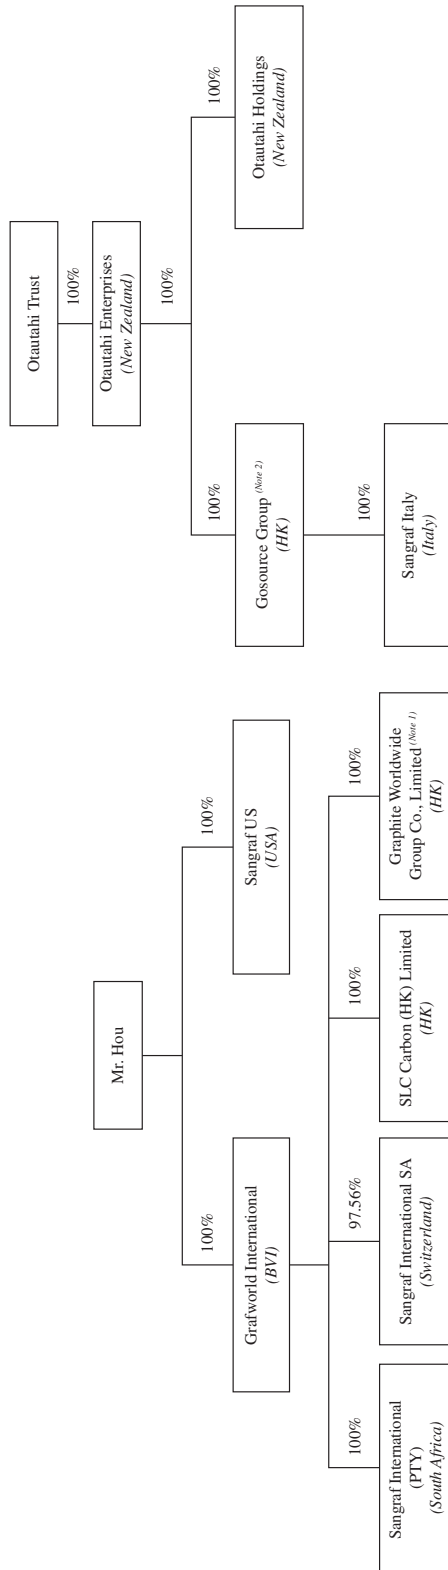 Mr. Hou
100%
100%
Grafworld International
(BVI)
Sangraf US
(USA)
100%
97.56%
100%
100%
Sangraf International
(PTY)
(South Africa)
Sangraf International SA
(Switzerland)
SLC Carbon (HK) Limited
(HK)
Graphite Worldwide
Group Co., Limited (Note 1)
(HK)
Otautahi Trust
100%
Otautahi Enterprises
(New Zealand)
100%
100%
100%
Gosource Group (Note 2)
(HK)
Otautahi Holdings
(New Zealand)
100%
Sangraf Italy
(Italy)